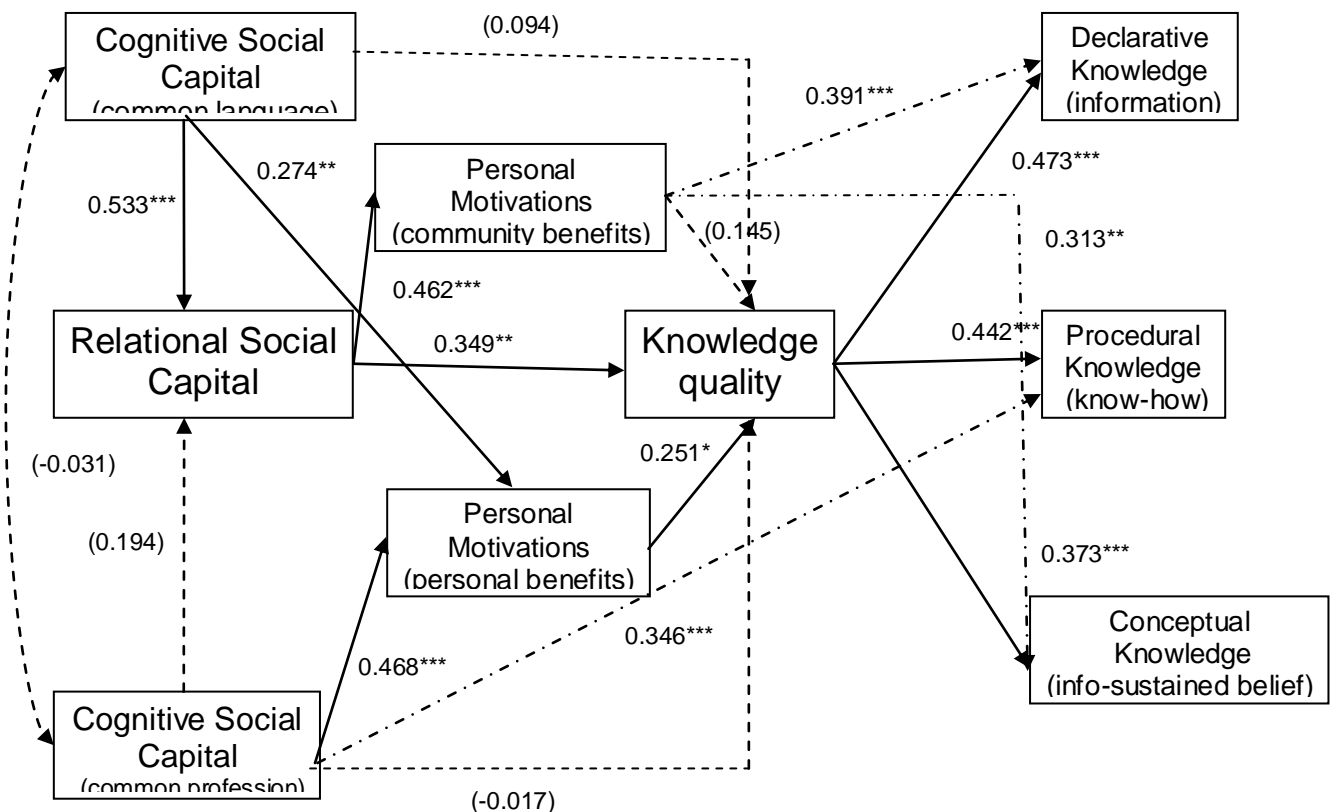 Cognitive Social
Capital
(common language)
(0.094)
Declarative
Knowledge
(information)
0.391***
0.274**
Personal
Motivations
(community benefits)
0.473***
0.533***
(0.145)
0.313**
0.462***
Relational Social
Capital
0.349**
Knowledge
quality
0.442***
Procedural
Knowledge
(know-how)
(-0.031)
0.251*
(0.194)
Personal
Motivations
(personal benefits)
0.373***
0.346***
0.468***
Conceptual
Knowledge
(info-sustained belief)
Cognitive Social
Capital
(common profession)
(-0.017)